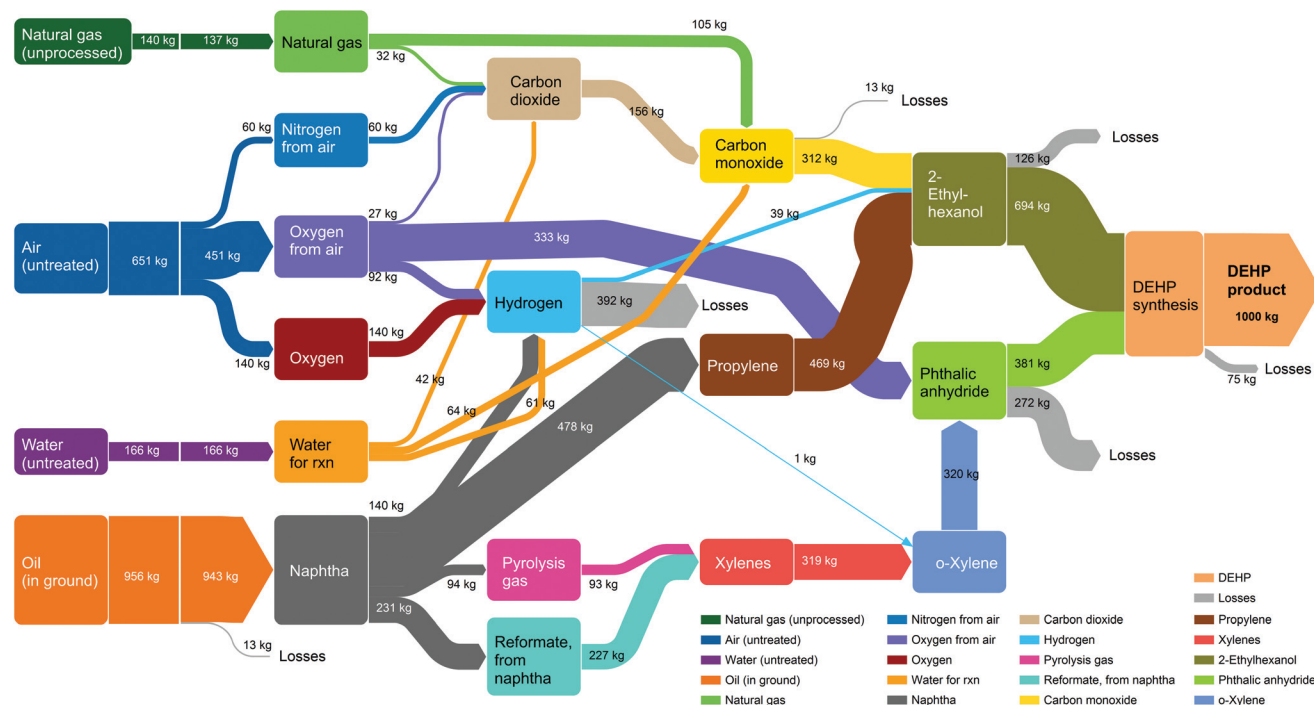 Natural gas
(unprocessed)
140 kg
137 kg
Natural gas
105 kg
32 kg
Carbon
dioxide
156 kg
13 kg
Losses
60 kg
Nitrogen
from air
60 kg
Carbon
monoxide
312 kg
2-
Ethyl-
hexanol
126 kg
Losses
694 kg
27 kg
39 kg
Air
(untreated)
651 kg
451 kg
Oxygen
from air
333 kg
92 kg
Hydrogen
392 kg
Losses
DEHP
synthesis
DEHP
product
1000 kg
75 kg
Losses
140 kg
Oxygen
140 kg
42 kg
64 kg
61 kg
Propylene
469 kg
Phthalic
anhydride
381 kg
272 kg
Losses
Water
(untreated)
166 kg
166 kg
Water
for rxn
478 kg
1 kg
320 kg
140 kg
Oil
(in ground)
956 kg
943 kg
Naphtha
94 kg
Pyrolysis
gas
93 kg
Xylenes
319 kg
o-Xylene
231 kg
Reformate,
from
naphtha
227 kg
13 kg
Losses
Natural gas (unprocessed)
Air (untreated)
Water (untreated)
Oil (in ground)
Natural gas
Nitrogen from air
Oxygen from air
Oxygen
Water for rxn
Naphtha
Carbon dioxide
Hydrogen
Pyrolysis gas
Reformate, from naphtha
Carbon monoxide
DEHP
Losses
Propylene
Xylenes
2-Ethylhexanol
Phthalic anhydride
o-Xylene